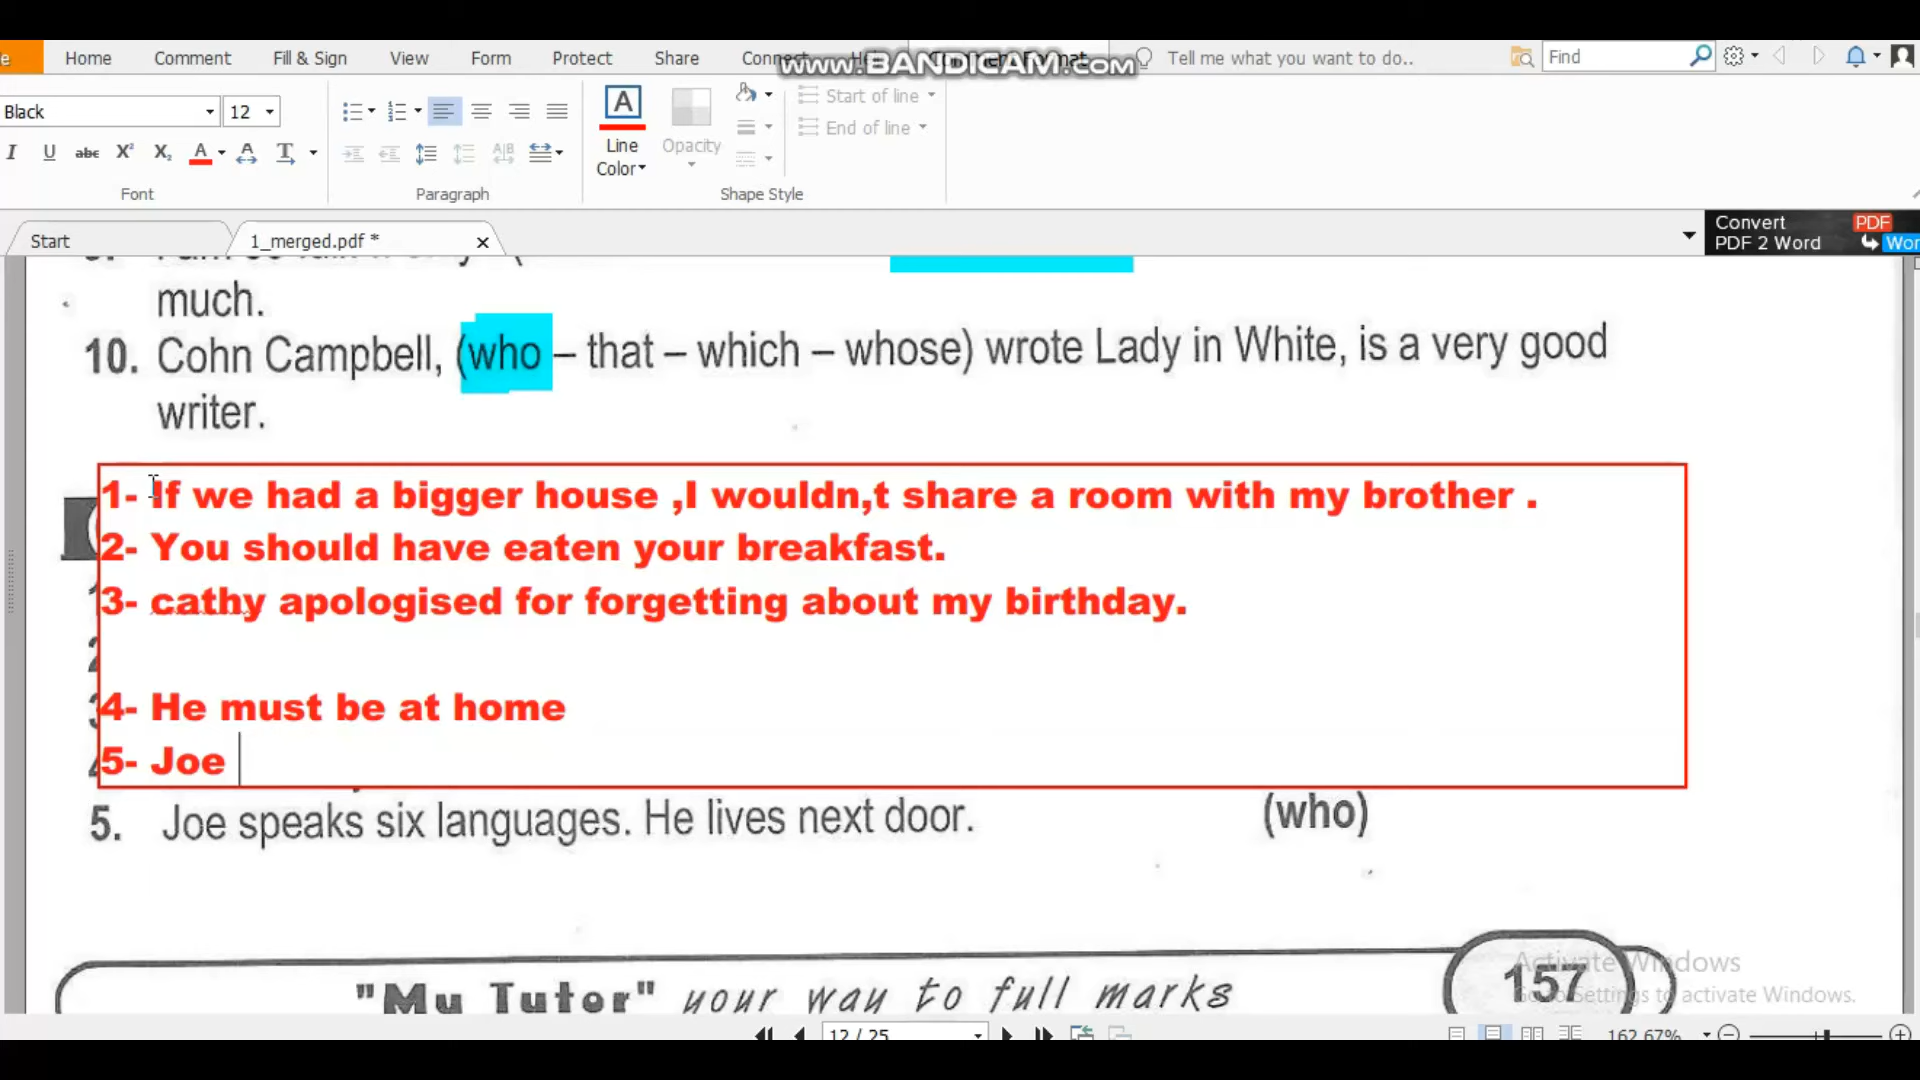 Home Comment Fill & Sign View Form Protect Share Connect
www.BANDICAM.com
Tell me what you want to do..
Find
Black 12
Start of line
End of line
Line Color
Opacity
Font Paragraph Shape Style
Start 1_merged.pdf *
Convert PDF
PDF 2 Word
much.
10. Cohn Campbell, (who – that – which – whose) wrote Lady in White, is a very good
writer.
1- If we had a bigger house ,I wouldn,t share a room with my brother .
2- You should have eaten your breakfast.
3- cathy apologised for forgetting about my birthday.
4- He must be at home
5- Joe
5. Joe speaks six languages. He lives next door. (who)
"My Tutor" your way to full marks
157
Activate Windows
Go to Settings to activate Windows.
12 / 25
162.67%